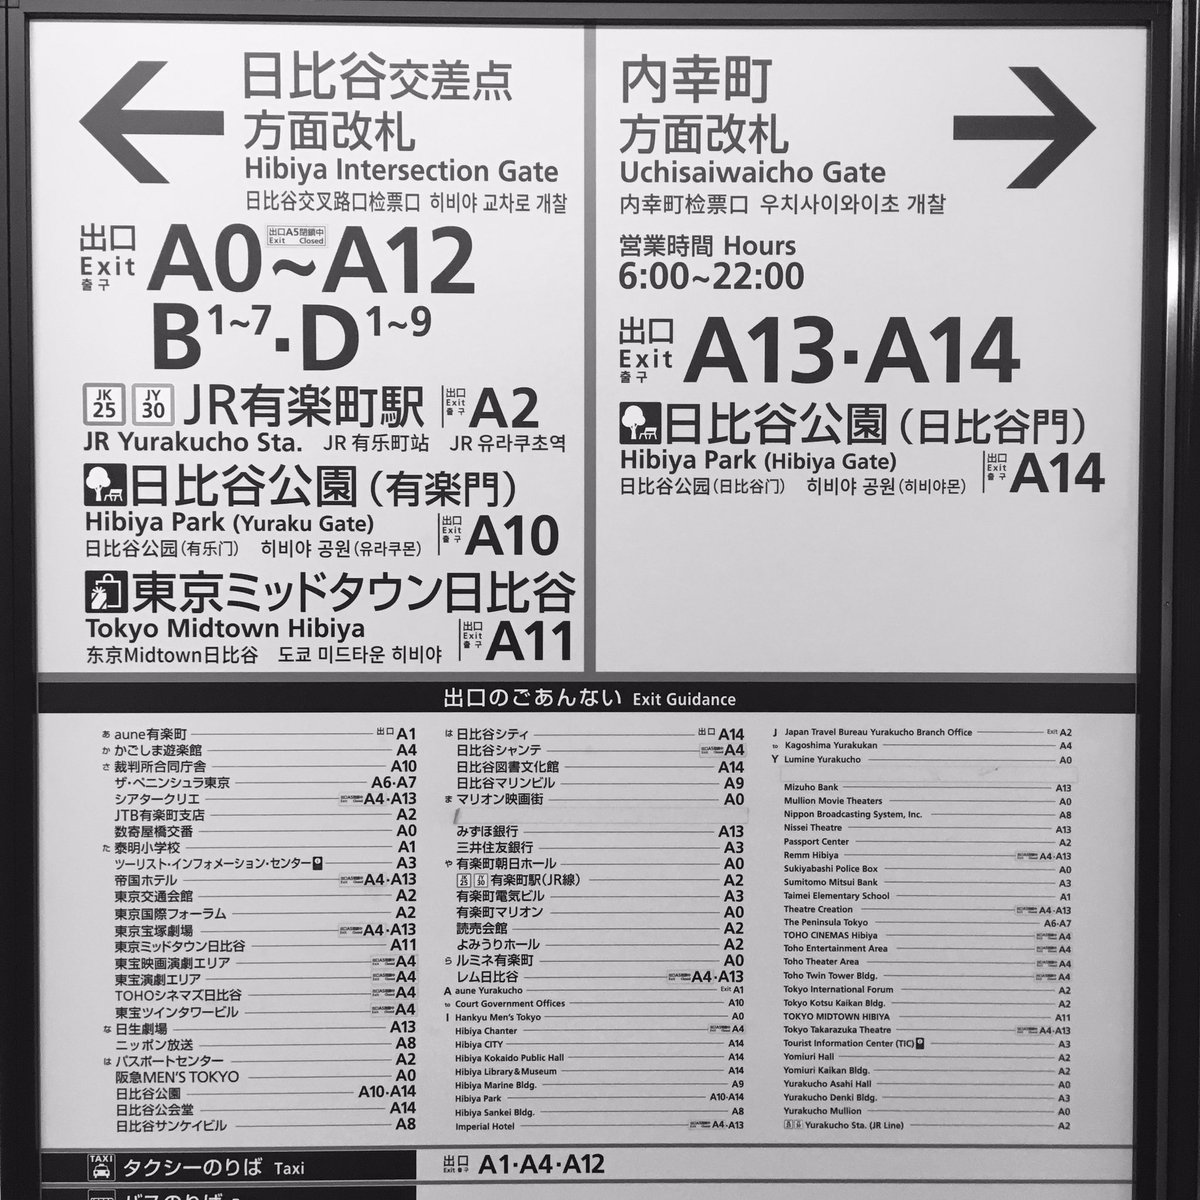 日比谷交差点
方面改札
Hibiya Intersection Gate
日比谷交叉路口检票口 히비야 교차로 개찰
出口 Exit 출구 A0~A12
出口A5閉鎖中 Exit Closed
B1~7・D1~9
JK 25 JY 30 JR有楽町駅 出口 Exit 출구 A2
JR Yurakucho Sta. JR 有乐町站 JR 유라쿠초역
日比谷公園(有楽門)
Hibiya Park (Yuraku Gate) 出口 Exit 출구 A10
日比谷公园(有乐门) 히비야 공원(유라쿠몬)
東京ミッドタウン日比谷
Tokyo Midtown Hibiya 出口 Exit 출구 A11
东京Midtown日比谷 도쿄 미드타운 히비야
内幸町
方面改札
Uchisaiwaicho Gate
内幸町检票口 우치사이와이초 개찰
営業時間 Hours
6:00~22:00
出口 Exit 출구 A13・A14
日比谷公園(日比谷門)
Hibiya Park (Hibiya Gate) 出口 Exit 출구 A14
日比谷公园(日比谷门) 히비야 공원(히비야몬)
出口のごあんない Exit Guidance
あ aune有楽町 出口 A1
か かごしま遊楽館 A4
さ 裁判所合同庁舎 A10
ザ・ペニンシュラ東京 A6・A7
シアタークリエ A4・A13
JTB有楽町支店 A2
数寄屋橋交番 A0
た 泰明小学校 A1
ツーリスト・インフォメーション・センター A3
帝国ホテル A4・A13
東京交通会館 A2
東京国際フォーラム A2
東京宝塚劇場 A4・A13
東京ミッドタウン日比谷 A11
東宝映画演劇エリア A4
東宝演劇エリア A4
TOHOシネマズ日比谷 A4
東宝ツインタワービル A4
な 日生劇場 A13
ニッポン放送 A8
は パスポートセンター A2
阪急MEN'S TOKYO A0
日比谷公園 A10・A14
日比谷公会堂 A14
日比谷サンケイビル A8
は 日比谷シティ 出口 A14
日比谷シャンテ A4
日比谷図書文化館 A14
日比谷マリンビル A9
ま マリオン映画街 A0
みずほ銀行 A13
三井住友銀行 A3
や 有楽町朝日ホール A0
JK 25 JY 30 有楽町駅(JR線) A2
有楽町電気ビル A3
有楽町マリオン A0
読売会館 A2
よみうりホール A2
ら ルミネ有楽町 A0
レム日比谷 A4・A13
A aune Yurakucho Exit A1
to Court Government Offices A10
I Hankyu Men's Tokyo A0
Hibiya Chanter A4
Hibiya CITY A14
Hibiya Kokaido Public Hall A14
Hibiya Library & Museum A14
Hibiya Marine Bldg. A9
Hibiya Park A10・A14
Hibiya Sankei Bldg. A8
Imperial Hotel A4・A13
J Japan Travel Bureau Yurakucho Branch Office Exit A2
to Kagoshima Yurakukan A4
Y Lumine Yurakucho A0
Mizuho Bank A13
Mullion Movie Theaters A0
Nippon Broadcasting System, Inc. A8
Nissei Theatre A13
Passport Center A2
Remm Hibiya A4・A13
Sukiyabashi Police Box A0
Sumitomo Mitsui Bank A3
Taimei Elementary School A1
Theatre Creation A4・A13
The Peninsula Tokyo A6・A7
TOHO CINEMAS Hibiya A4
Toho Entertainment Area A4
Toho Theater Area A4
Toho Twin Tower Bldg. A4
Tokyo International Forum A2
Tokyo Kotsu Kaikan Bldg. A2
TOKYO MIDTOWN HIBIYA A11
Tokyo Takarazuka Theatre A4・A13
Tourist Information Center (TIC) A3
Yomiuri Hall A2
Yomiuri Kaikan Bldg. A2
Yurakucho Asahi Hall A0
Yurakucho Denki Bldg. A3
Yurakucho Mullion A0
Yurakucho Sta. (JR Line) A2
TAXI タクシーのりば Taxi 出口 Exit 출구 A1・A4・A12